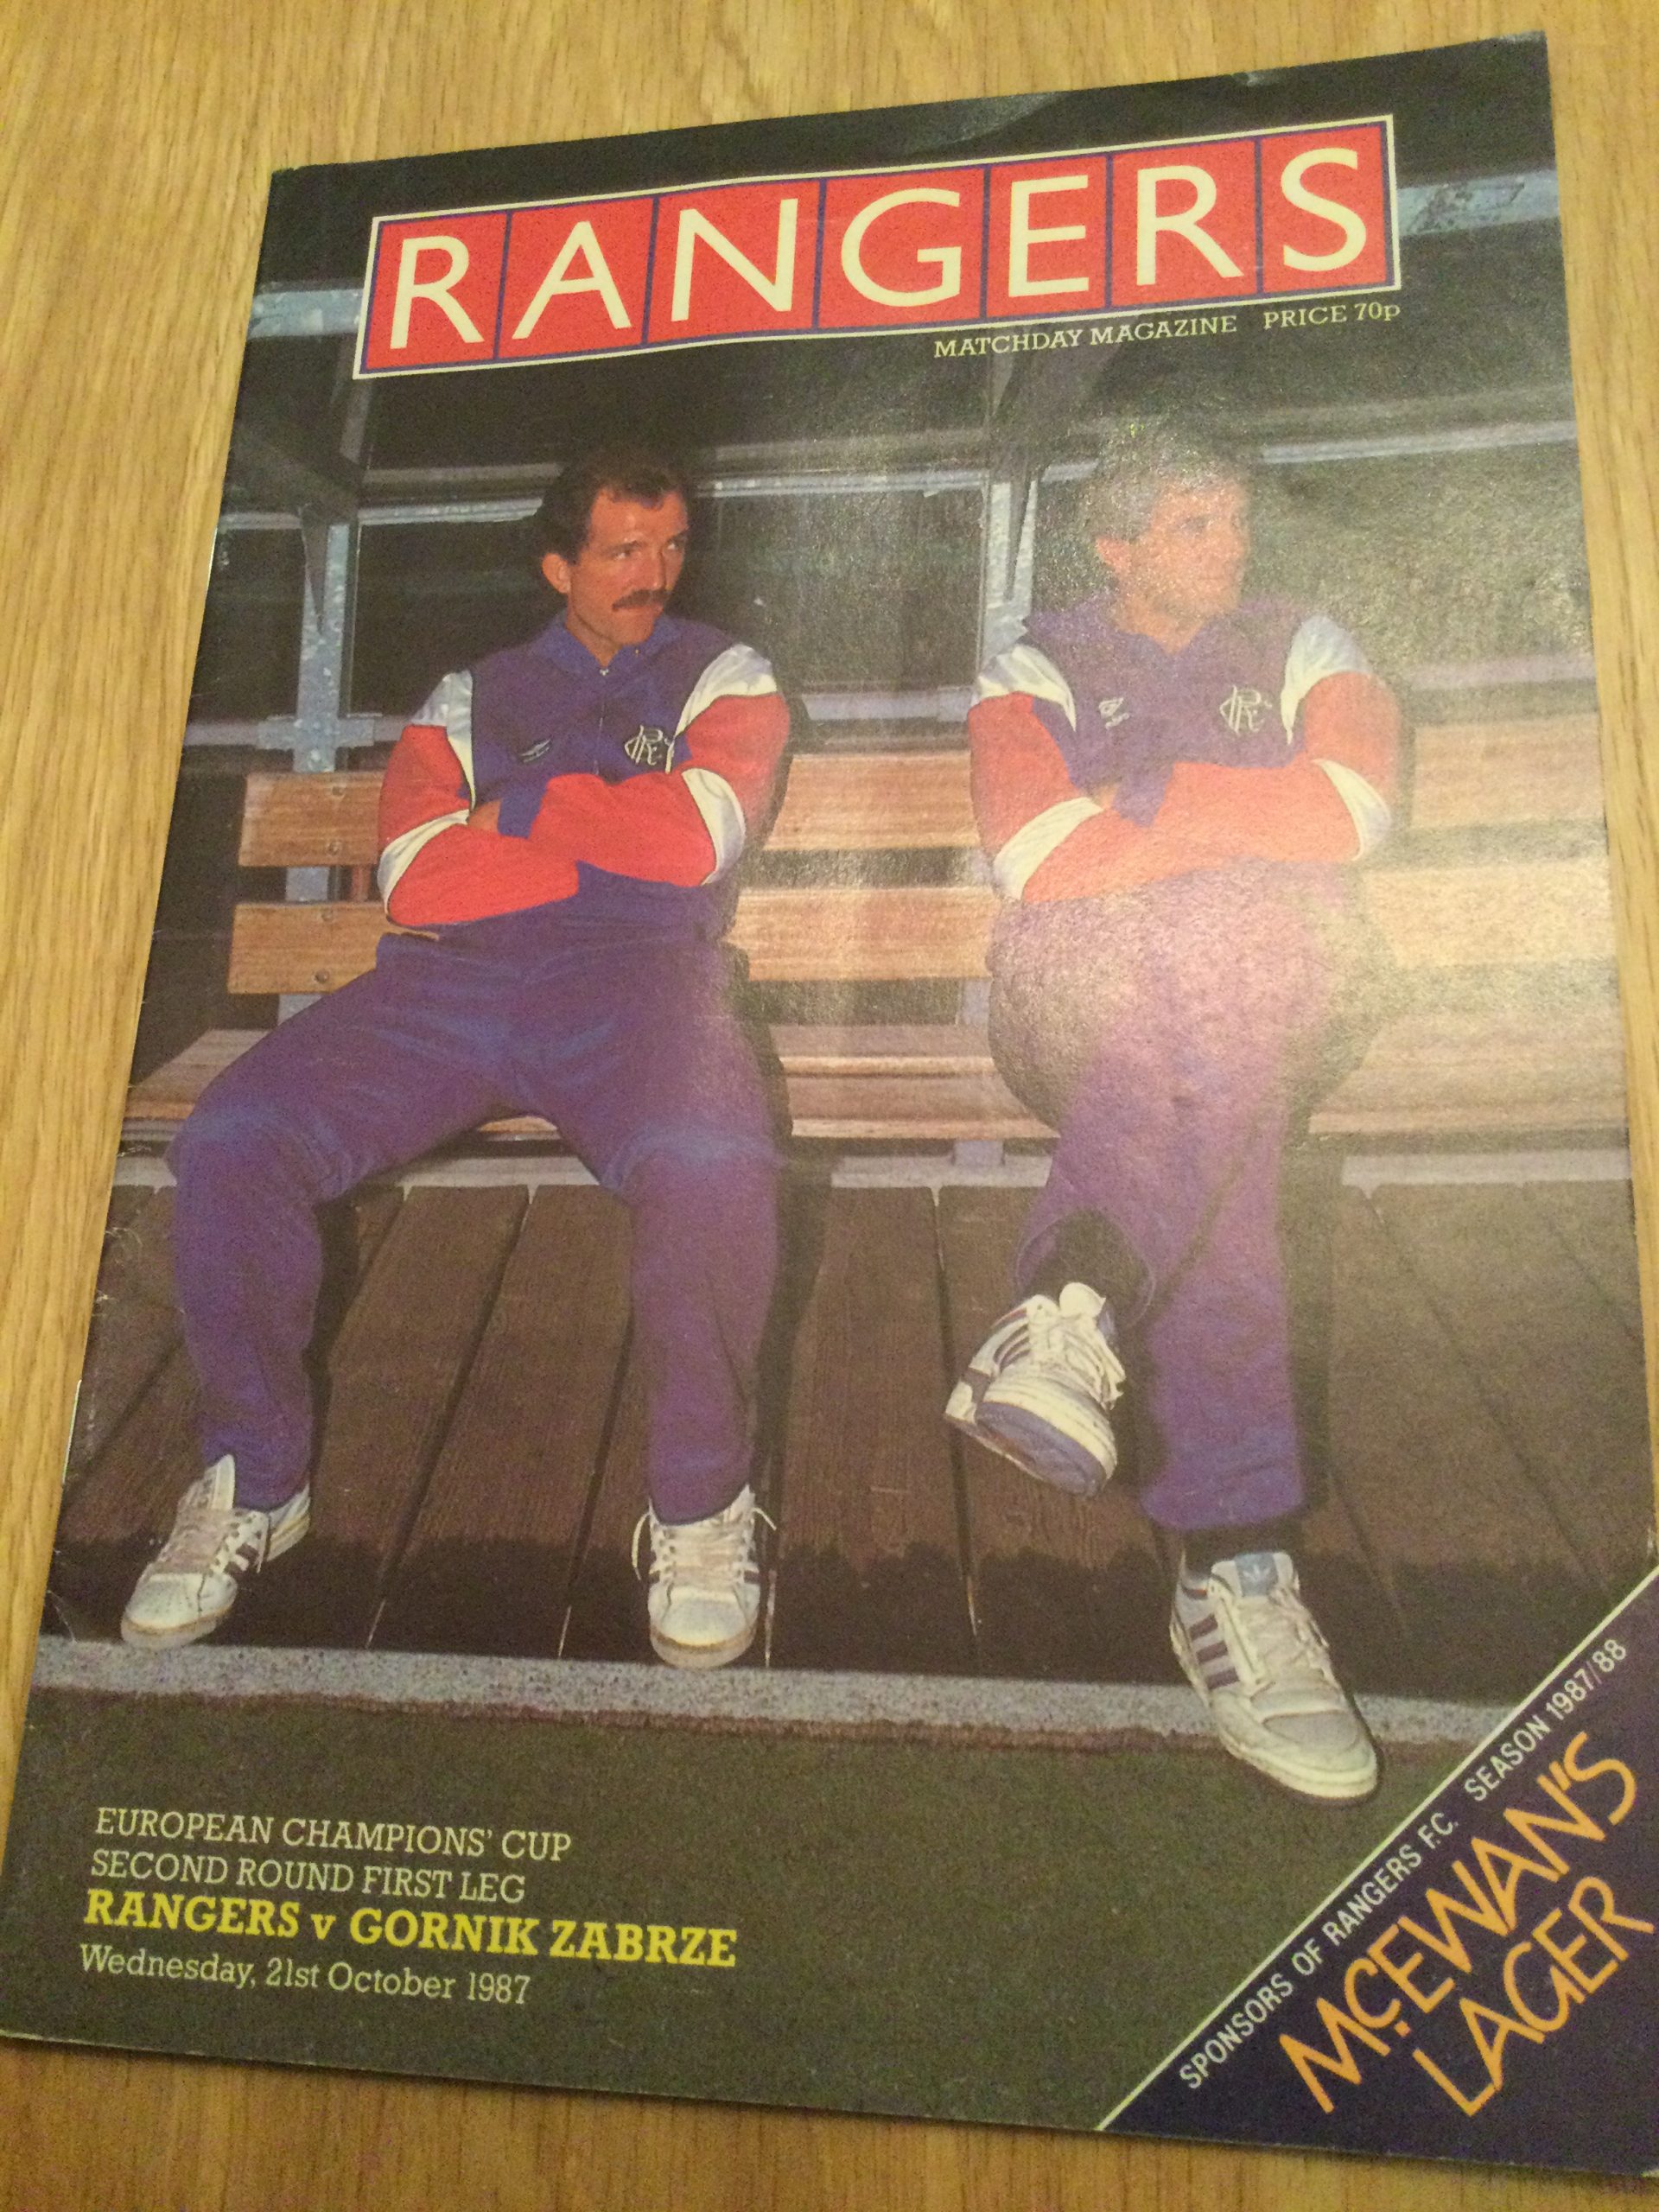 RANGERS
MATCHDAY MAGAZINE PRICE 70p
EUROPEAN CHAMPIONS' CUP
SECOND ROUND FIRST LEG
RANGERS v GORNIK ZABRZE
Wednesday, 21st October 1987
SPONSORS OF RANGERS F.C. SEASON 1987/88
McEWAN'S
LAGER